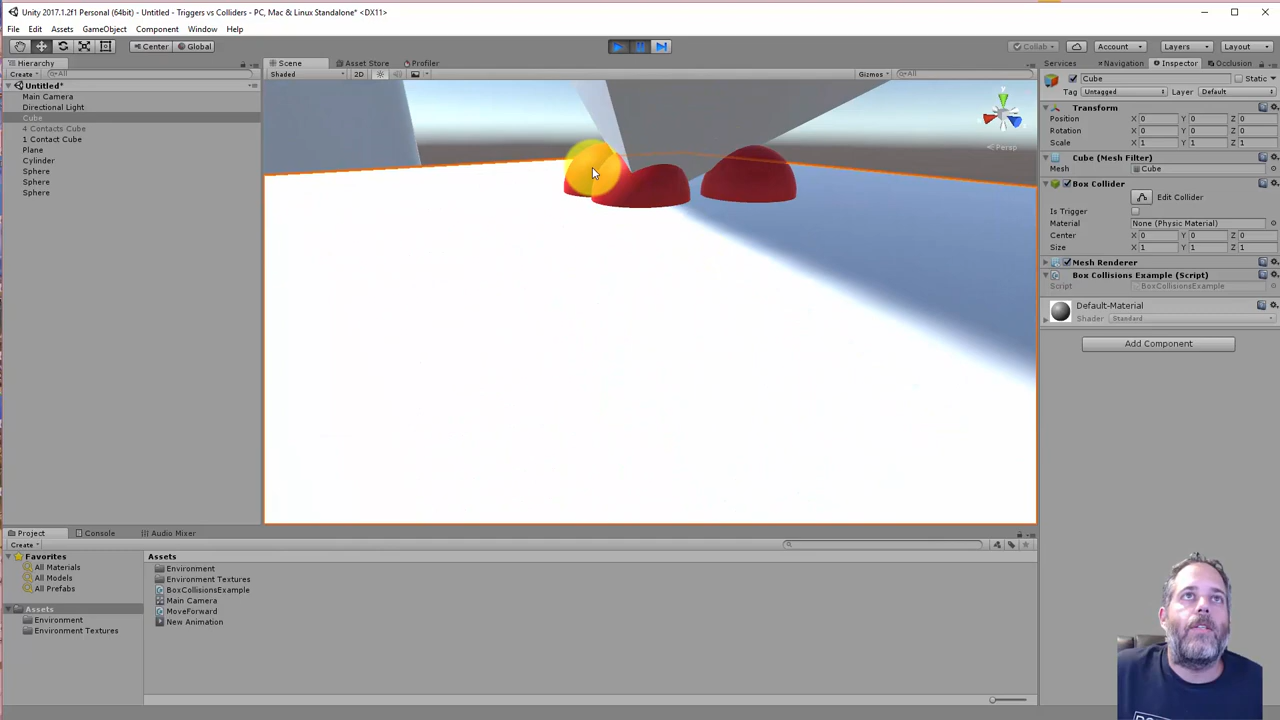 Unity 2017.1.2f1 Personal (64bit) - Untitled - Triggers vs Colliders - PC, Mac & Linux Standalone* <DX11>
File Edit Assets GameObject Component Window Help
Center Global Collab Account Layers Layout
Hierarchy Scene Asset Store Profiler Services Navigation Inspector Occlusion
Create All Shaded 2D Gizmos All
Untitled*
Main Camera
Directional Light
Cube
4 Contacts Cube
1 Contact Cube
Plane
Cylinder
Sphere
Sphere
Sphere
y
Persp
Cube Static
Tag Untagged Layer Default
Transform
Position X 0 Y 0 Z 0
Rotation X 0 Y 0 Z 0
Scale X 1 Y 1 Z 1
Cube (Mesh Filter)
Mesh Cube
Box Collider
Edit Collider
Is Trigger
Material None (Physic Material)
Center X 0 Y 0 Z 0
Size X 1 Y 1 Z 1
Mesh Renderer
Box Collisions Example (Script)
Script BoxCollisionsExample
Default-Material
Shader Standard
Add Component
Project Console Audio Mixer
Create
Favorites
All Materials
All Models
All Prefabs
Assets
Environment
Environment Textures
Assets
Environment
Environment Textures
BoxCollisionsExample
Main Camera
MoveForward
New Animation